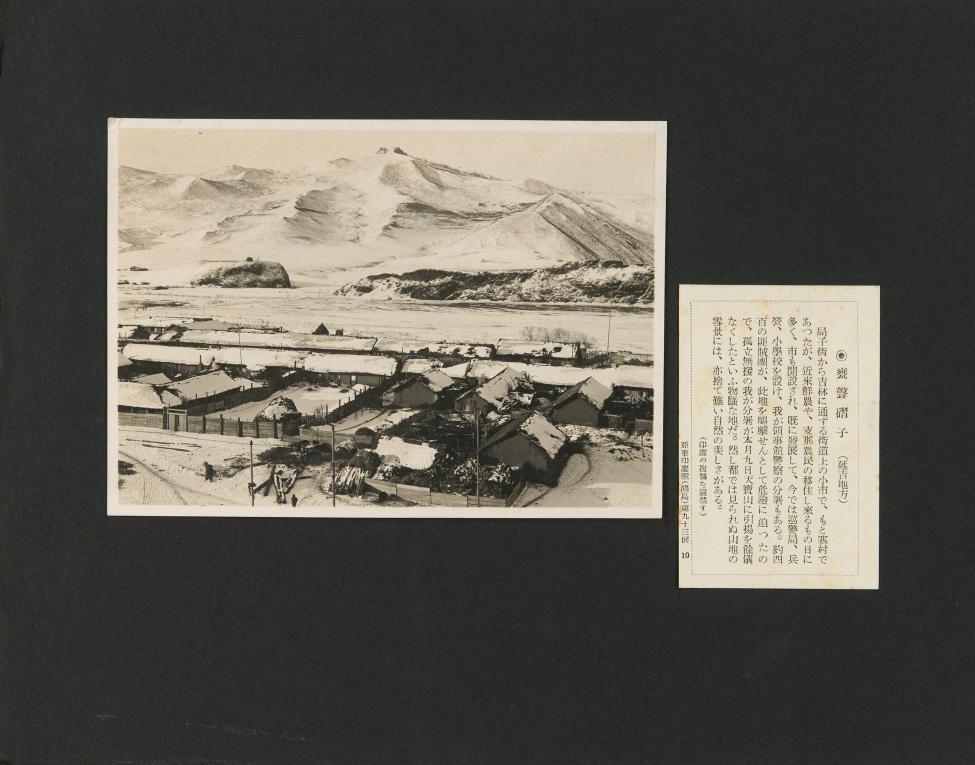 ◉甕聲磖子（延吉地方）
局子街から吉林に通ずる街道上の小市で、もと寒村で
あつたが、近來鮮農や、支那農民の移住し來るもの日に
多く、市も開設され、既に發展して、今では巡警局、兵
營、小學校を設け、我が領事館警察の分署もある。約四
百の匪賊團が、此地を襲擊せんとして危險に迫つたの
で、孤立無援の我が分署が本月九日天寶山に引揚を餘儀
なくしたといふ物騷な地だ。然し都では見られぬ山地の
雪景には、亦捨て難い自然の美しさがある。
（印畫の複製を嚴禁す）
亞東印畫輯（間島）第九十三回 10